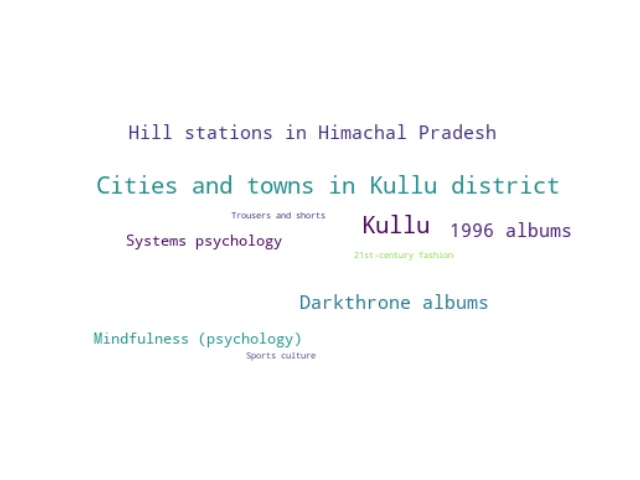 Hill stations in Himachal Pradesh
Cities and towns in Kullu district
Trousers and shorts
Kullu
1996 albums
Systems psychology
21st-century fashion
Darkthrone albums
Mindfulness (psychology)
Sports culture